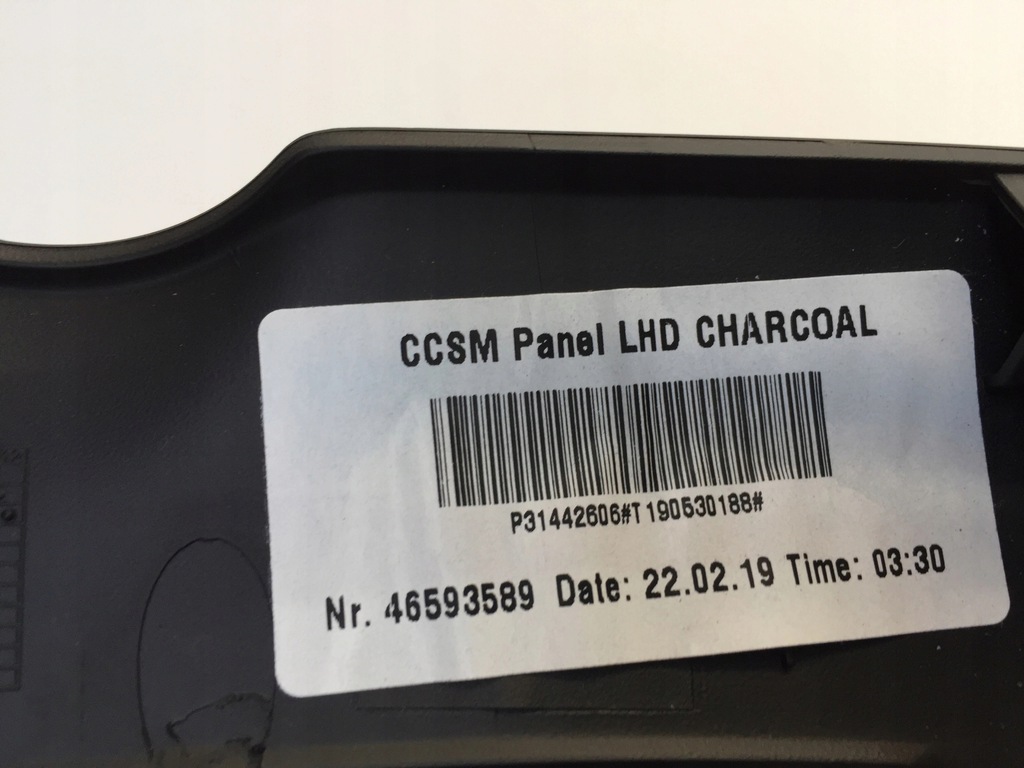 CCSM Panel LHD CHARCOAL
P31442606#T190530188#
Nr. 46593589 Date: 22.02.19 Time: 03:30